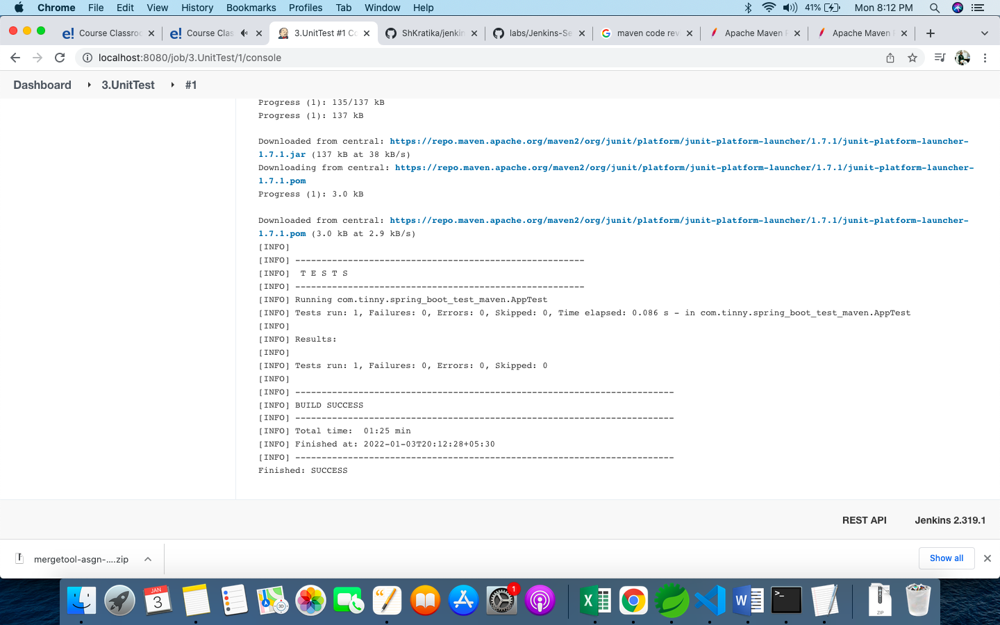 Chrome File Edit View History Bookmarks Profiles Tab Window Help 41% Mon 8:12 PM
e! Course Classroo e! Course Clas 3.UnitTest #1 Co ShKratika/jenkin labs/Jenkins-Se G maven code rev Apache Maven Apache Maven
localhost:8080/job/3.UnitTest/1/console
Dashboard 3.UnitTest #1
Progress (1): 135/137 kB
Progress (1): 137 kB
Downloaded from central: https://repo.maven.apache.org/maven2/org/junit/platform/junit-platform-launcher/1.7.1/junit-platform-launcher-
1.7.1.jar (137 kB at 38 kB/s)
Downloading from central: https://repo.maven.apache.org/maven2/org/junit/platform/junit-platform-launcher/1.7.1/junit-platform-launcher-
1.7.1.pom
Progress (1): 3.0 kB
Downloaded from central: https://repo.maven.apache.org/maven2/org/junit/platform/junit-platform-launcher/1.7.1/junit-platform-launcher-
1.7.1.pom (3.0 kB at 2.9 kB/s)
[INFO]
[INFO] -------------------------------------------------------
[INFO]  T E S T S
[INFO] -------------------------------------------------------
[INFO] Running com.tinny.spring_boot_test_maven.AppTest
[INFO] Tests run: 1, Failures: 0, Errors: 0, Skipped: 0, Time elapsed: 0.086 s - in com.tinny.spring_boot_test_maven.AppTest
[INFO]
[INFO] Results:
[INFO]
[INFO] Tests run: 1, Failures: 0, Errors: 0, Skipped: 0
[INFO]
[INFO] ------------------------------------------------------------------------
[INFO] BUILD SUCCESS
[INFO] ------------------------------------------------------------------------
[INFO] Total time:  01:25 min
[INFO] Finished at: 2022-01-03T20:12:28+05:30
[INFO] ------------------------------------------------------------------------
Finished: SUCCESS
REST API Jenkins 2.319.1
mergetool-asgn-....zip Show all
JAN 3 3D 1 X W >_ ZIP